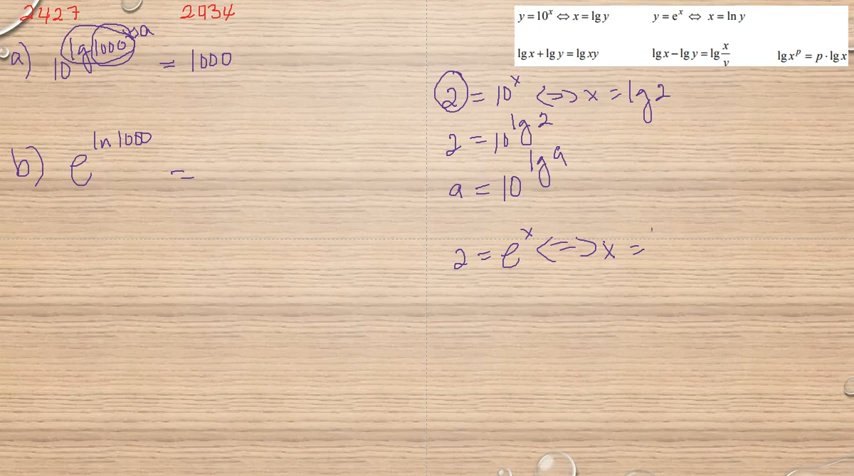 2427 2434
y = 10^x ⇔ x = lg y y = e^x ⇔ x = ln y
lg x + lg y = lg xy lg x − lg y = lg x/y lg x^p = p · lg x
a) 10^lg 1000 = 1000
a
b) e^ln 1000 =
2 = 10^x <=> x = lg 2
2 = 10^lg 2
a = 10^lg a
2 = e^x <=> x =